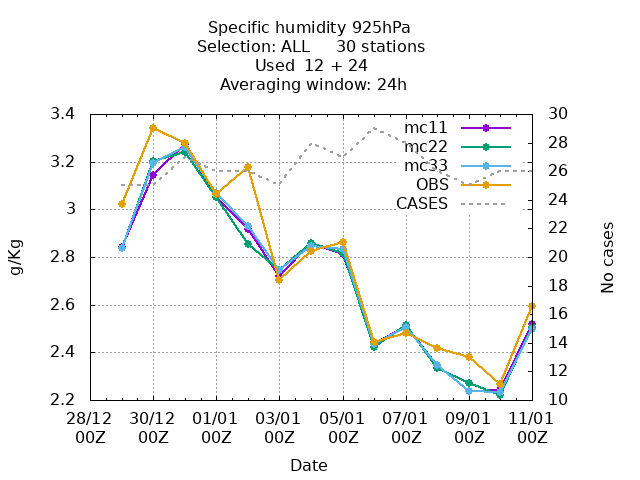 Specific humidity 925hPa
Selection: ALL     30 stations
Used  12 + 24
Averaging window: 24h
3.4
3.2
3
2.8
2.6
2.4
2.2
g/Kg
30
28
26
24
22
20
18
16
14
12
10
No cases
mc11
mc22
mc33
OBS
CASES
28/12 30/12 01/01 03/01 05/01 07/01 09/01 11/01
00Z 00Z 00Z 00Z 00Z 00Z 00Z 00Z
Date